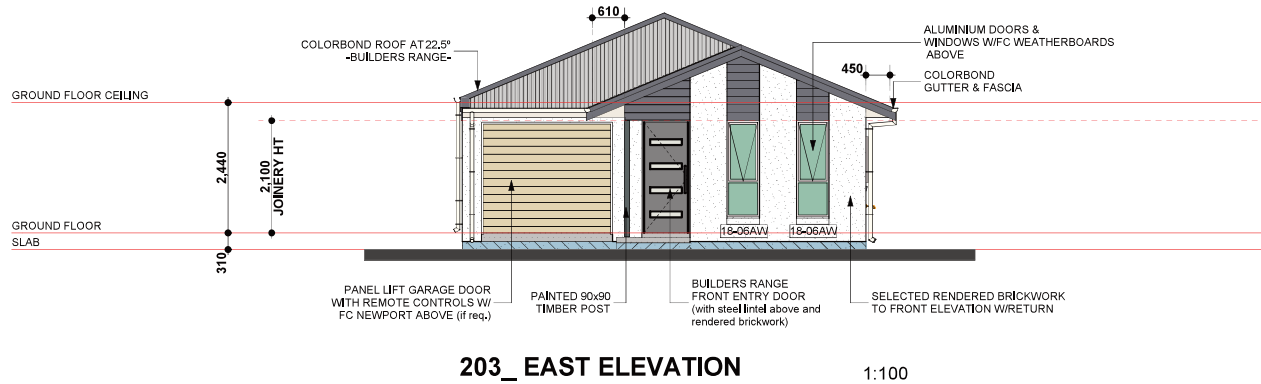 610
ALUMINIUM DOORS &
WINDOWS W/FC WEATHERBOARDS
ABOVE
COLORBOND ROOF AT 22.5º
-BUILDERS RANGE-
450
COLORBOND
GUTTER & FASCIA
GROUND FLOOR CEILING
2,440
2,100
JOINERY HT
GROUND FLOOR
SLAB
310
18-06AW
18-06AW
PANEL LIFT GARAGE DOOR
WITH REMOTE CONTROLS W/
FC NEWPORT ABOVE (if req.)
PAINTED 90x90
TIMBER POST
BUILDERS RANGE
FRONT ENTRY DOOR
(with steel lintel above and
rendered brickwork)
SELECTED RENDERED BRICKWORK
TO FRONT ELEVATION W/RETURN
203_ EAST ELEVATION
1:100